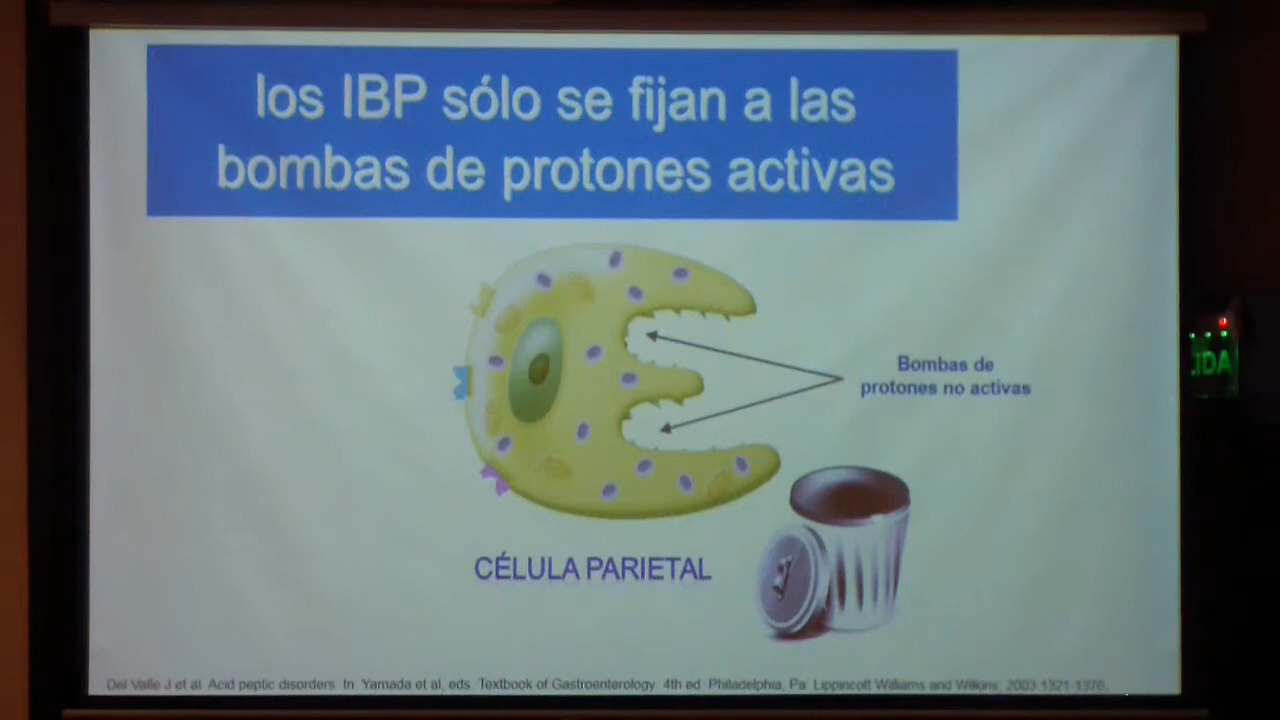 los IBP sólo se fijan a las
bombas de protones activas
Bombas de
protones no activas
CÉLULA PARIETAL
Del Valle J et al. Acid peptic disorders. In: Yamada et al, eds. Textbook of Gastroenterology. 4th ed. Philadelphia, Pa: Lippincott Williams and Wilkins; 2003:1321-1376.
IDA